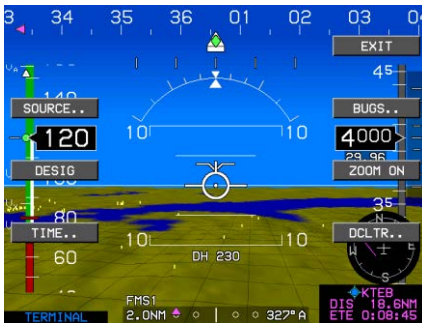 3 34 35 36 01 02 03 04
EXIT
45
140
SOURCE..
BUGS..
10 10
120
4000
29.96
DESIG
ZOOM ON
80
35
N
TIME..
DCLTR..
10 10
60
DH 230
S
KTEB
FMS1
DIS 18.6NM
TERMINAL
2.0NM
327°A
ETE 0:08:45